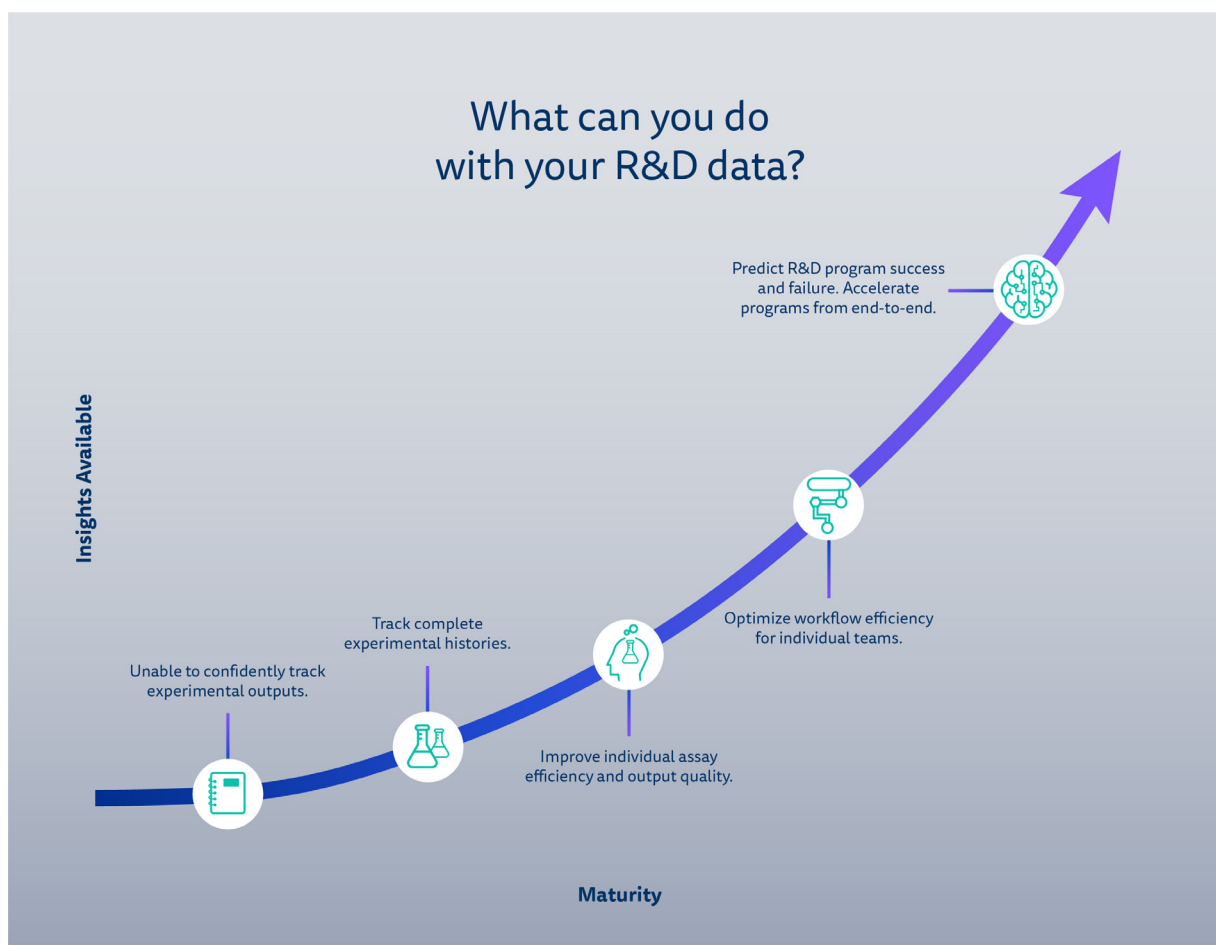 What can you do
with your R&D data?
Predict R&D program success
and failure. Accelerate
programs from end-to-end.
Insights Available
Optimize workflow efficiency
for individual teams.
Track complete
experimental histories.
Unable to confidently track
experimental outputs.
Improve individual assay
efficiency and output quality.
Maturity